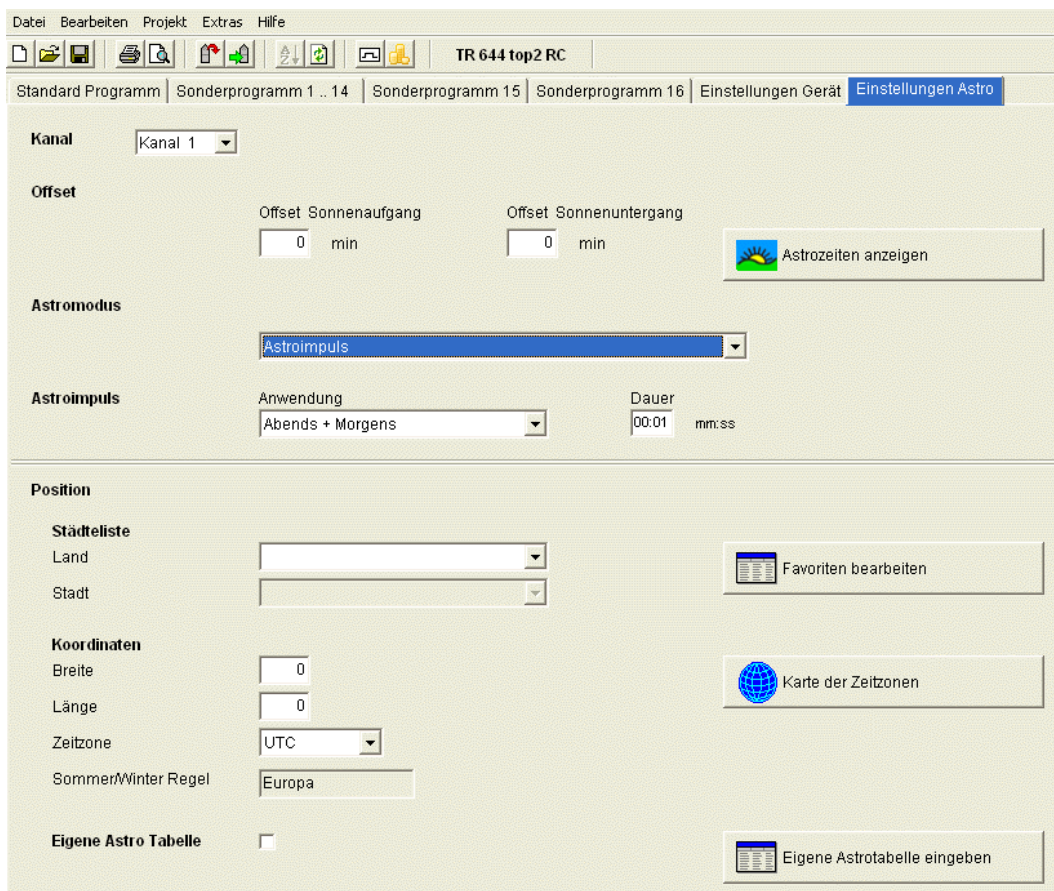 Datei Bearbeiten Projekt Extras Hilfe
TR 644 top2 RC
Standard Programm Sonderprogramm 1 .. 14 Sonderprogramm 15 Sonderprogramm 16 Einstellungen Gerät Einstellungen Astro
Kanal Kanal 1
Offset
Offset Sonnenaufgang Offset Sonnenuntergang
0 min 0 min Astrozeiten anzeigen
Astromodus
Astroimpuls
Astroimpuls Anwendung Dauer
Abends + Morgens 00:01 mm:ss
Position
Städteliste
Land Favoriten bearbeiten
Stadt
Koordinaten
Breite 0 Karte der Zeitzonen
Länge 0
Zeitzone UTC
Sommer/Winter Regel Europa
Eigene Astro Tabelle Eigene Astrotabelle eingeben